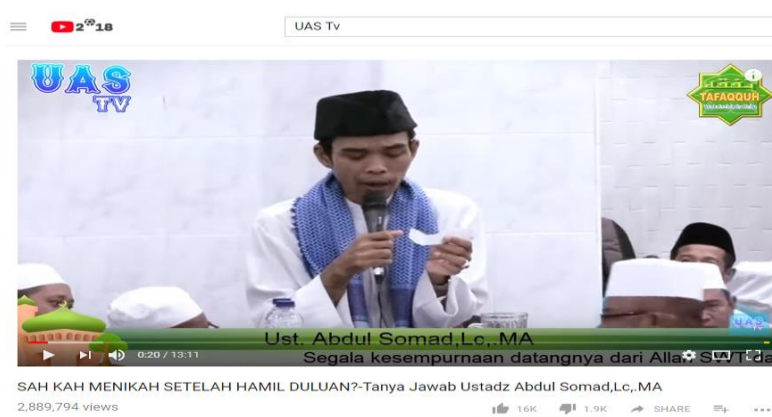 2018
UAS Tv
UAS
TV
TAFAQQUH
Ust. Abdul Somad,Lc,.MA
Segala kesempurnaan datangnya dari Allah SWT
0:20 / 13:11
SAH KAH MENIKAH SETELAH HAMIL DULUAN?-Tanya Jawab Ustadz Abdul Somad,Lc,.MA
2,889,794 views
16K
1.9K
SHARE